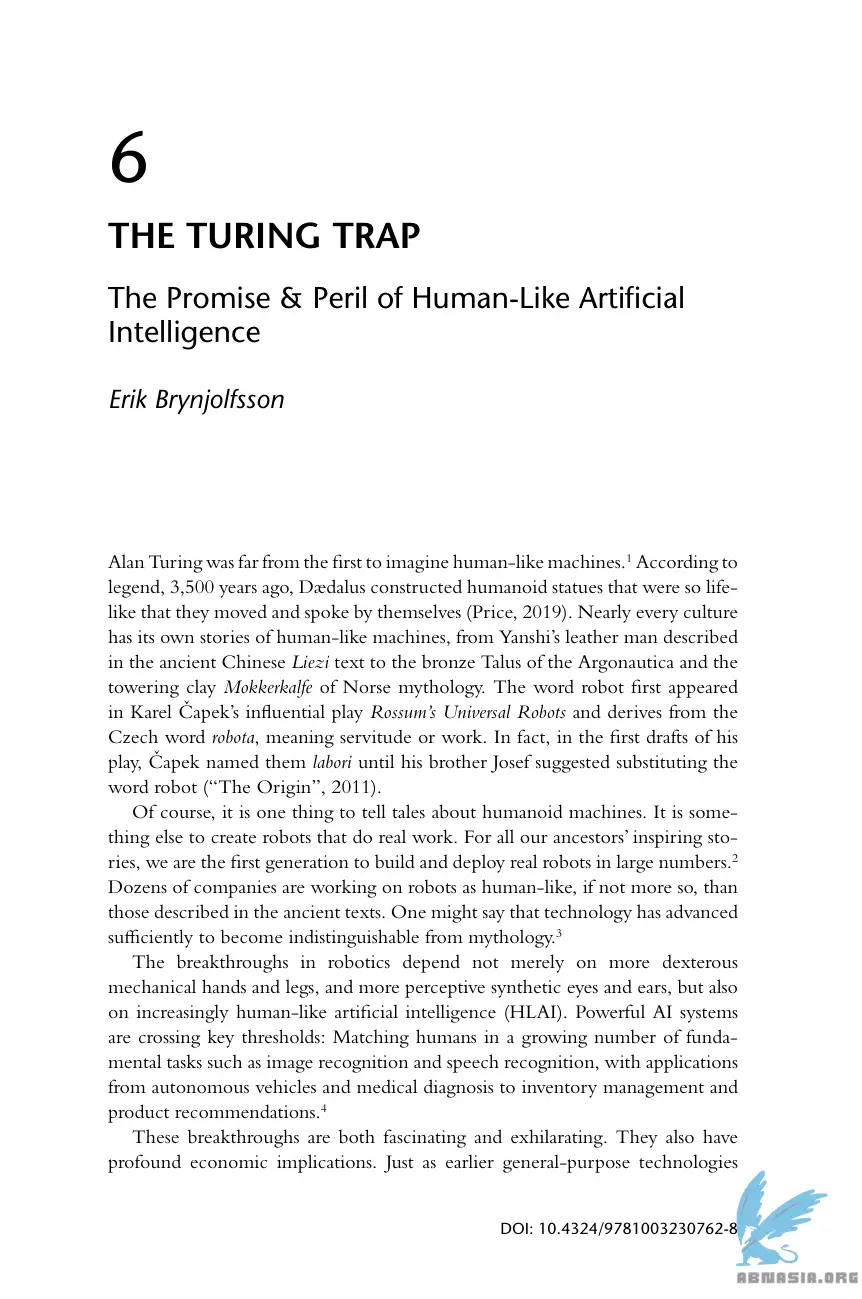 6
THE TURING TRAP
The Promise & Peril of Human-Like Artificial
Intelligence
Erik Brynjolfsson
Alan Turing was far from the first to imagine human-like machines.1 According to
legend, 3,500 years ago, Dædalus constructed humanoid statues that were so life-
like that they moved and spoke by themselves (Price, 2019). Nearly every culture
has its own stories of human-like machines, from Yanshi’s leather man described
in the ancient Chinese Liezi text to the bronze Talus of the Argonautica and the
towering clay Mokkerkalfe of Norse mythology. The word robot first appeared
in Karel Čapek’s influential play Rossum’s Universal Robots and derives from the
Czech word robota, meaning servitude or work. In fact, in the first drafts of his
play, Čapek named them labori until his brother Josef suggested substituting the
word robot (“The Origin”, 2011).
Of course, it is one thing to tell tales about humanoid machines. It is some-
thing else to create robots that do real work. For all our ancestors’ inspiring sto-
ries, we are the first generation to build and deploy real robots in large numbers.2
Dozens of companies are working on robots as human-like, if not more so, than
those described in the ancient texts. One might say that technology has advanced
sufficiently to become indistinguishable from mythology.3
The breakthroughs in robotics depend not merely on more dexterous
mechanical hands and legs, and more perceptive synthetic eyes and ears, but also
on increasingly human-like artificial intelligence (HLAI). Powerful AI systems
are crossing key thresholds: Matching humans in a growing number of funda-
mental tasks such as image recognition and speech recognition, with applications
from autonomous vehicles and medical diagnosis to inventory management and
product recommendations.4
These breakthroughs are both fascinating and exhilarating. They also have
profound economic implications. Just as earlier general-purpose technologies
DOI: 10.4324/9781003230762-8
ABNASIA.ORG